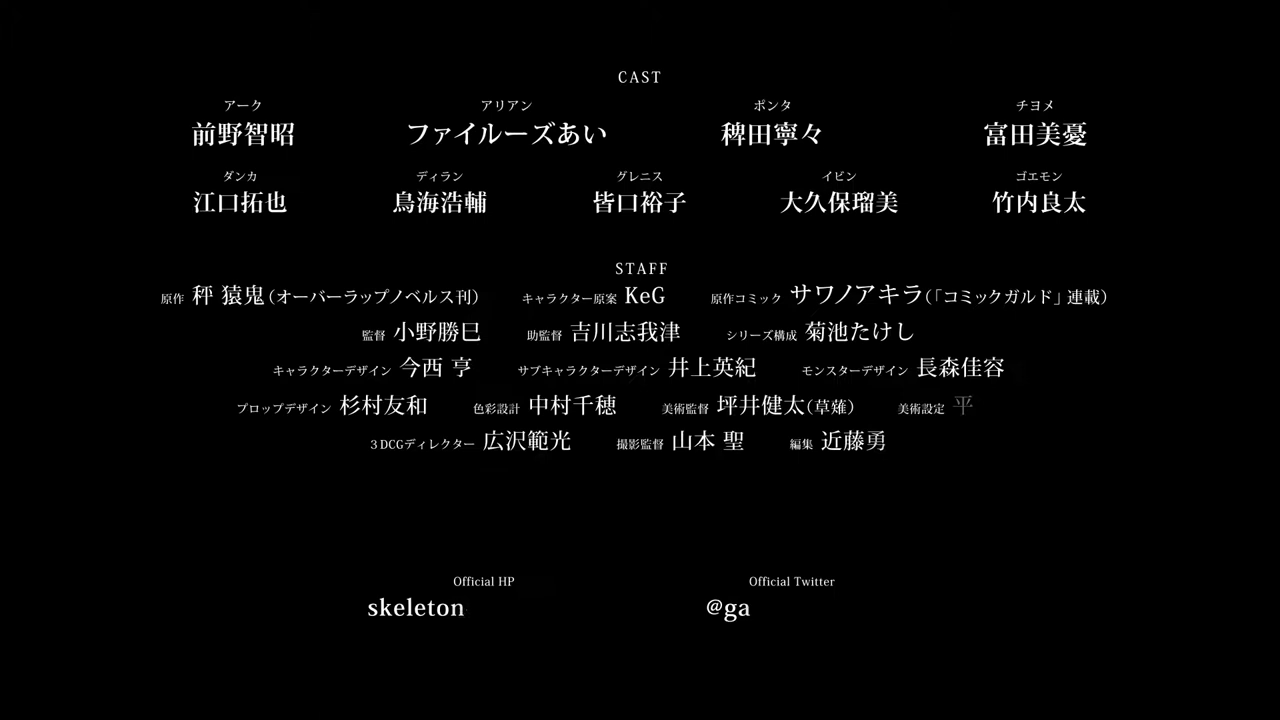 CAST
アーク アリアン ポンタ チヨメ
前野智昭 ファイルーズあい 稗田寧々 富田美憂
ダンカ ディラン グレニス イビン ゴエモン
江口拓也 鳥海浩輔 皆口裕子 大久保瑠美 竹内良太
STAFF
原作 秤 猿鬼(オーバーラップノベルス刊) キャラクター原案 KeG 原作コミック サワノアキラ(「コミックガルド」連載)
監督 小野勝巳 助監督 吉川志我津 シリーズ構成 菊池たけし
キャラクターデザイン 今西 亨 サブキャラクターデザイン 井上英紀 モンスターデザイン 長森佳容
プロップデザイン 杉村友和 色彩設計 中村千穂 美術監督 坪井健太(草薙) 美術設定 平
3DCGディレクター 広沢範光 撮影監督 山本 聖 編集 近藤勇
Official HP Official Twitter
skeleton @ga